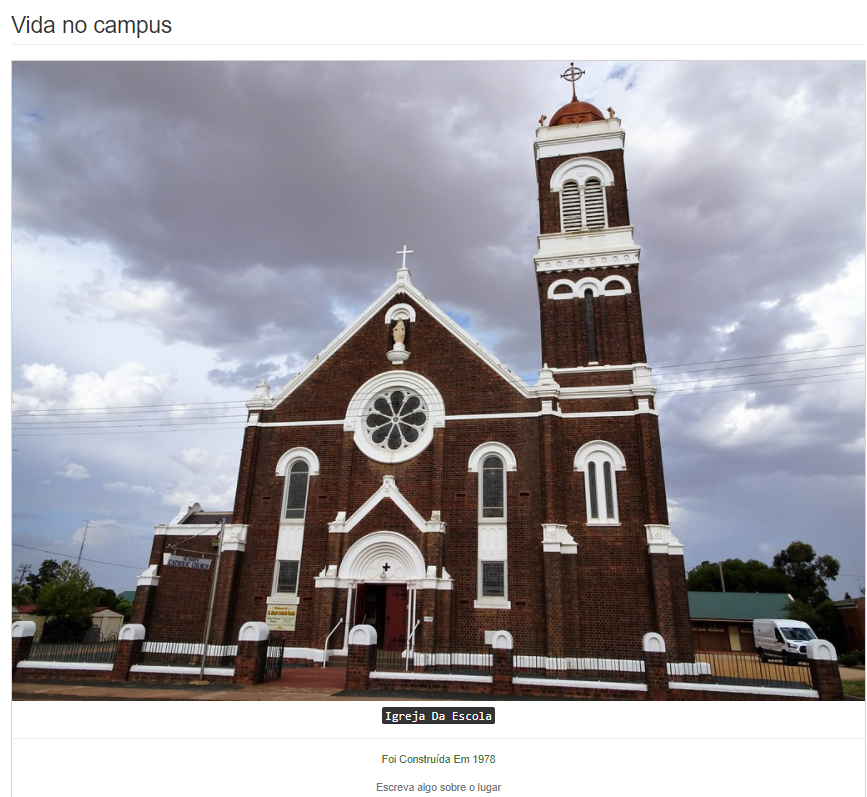 Vida no campus
CATHOLIC CHURCH
Igreja Da Escola
Foi Construída Em 1978
Escreva algo sobre o lugar